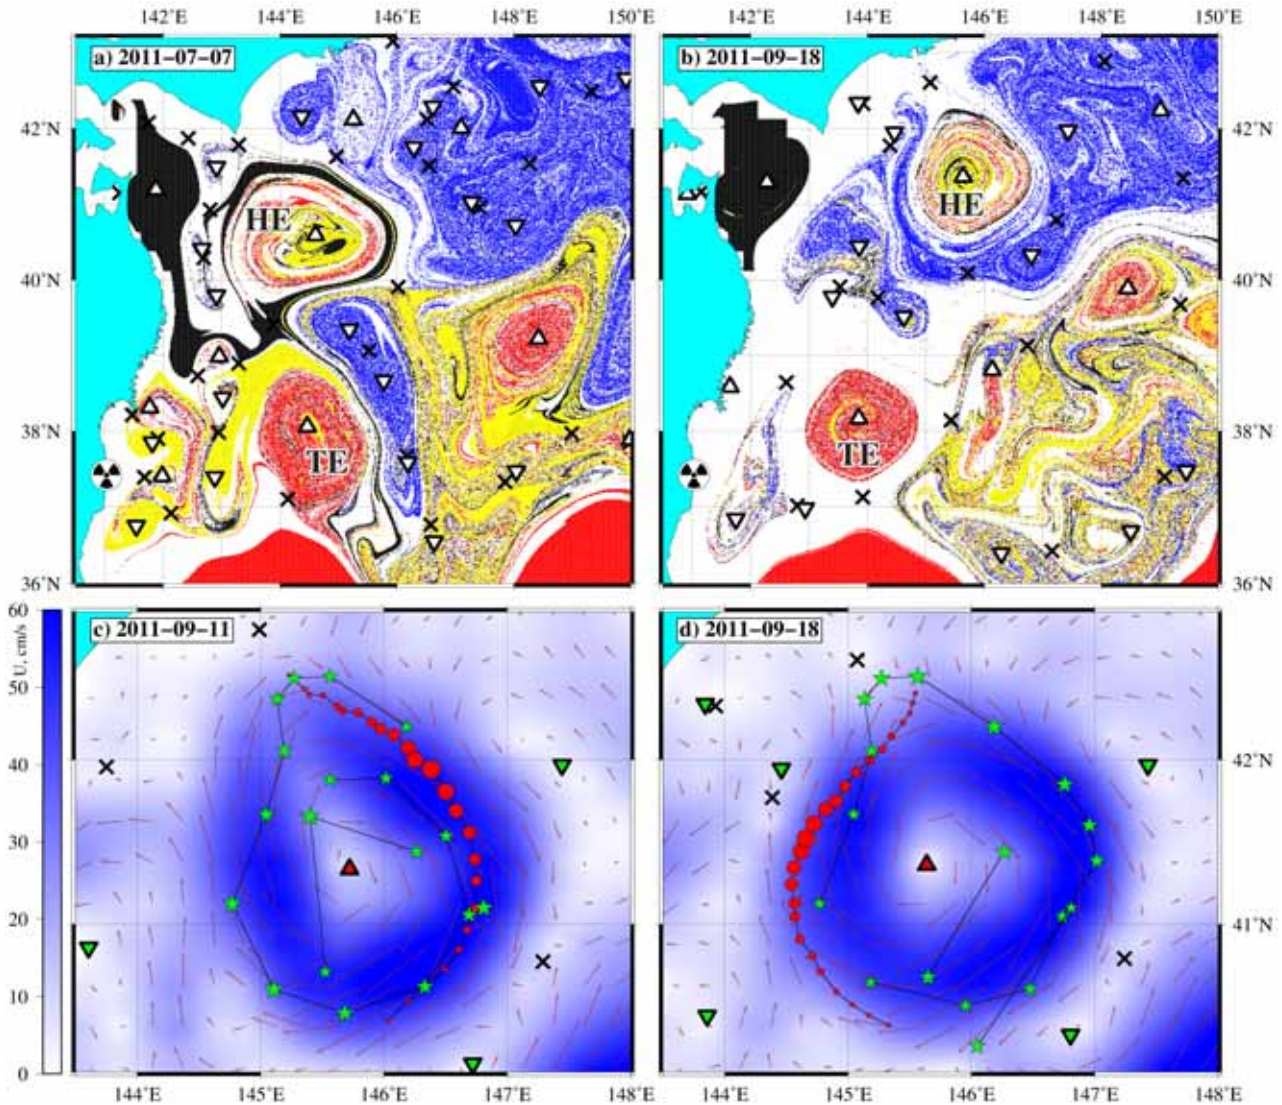 142˚E 144˚E 146˚E 148˚E 150˚E 142˚E 144˚E 146˚E 148˚E 150˚E
a) 2011-07-07 b) 2011-09-18
42˚N 42˚N
HE HE
40˚N 40˚N
38˚N 38˚N
TE TE
36˚N 36˚N
60 c) 2011-09-11 d) 2011-09-18
U, cm/s
50
42˚N
40
30
20
41˚N
10
0
144˚E 145˚E 146˚E 147˚E 148˚E 144˚E 145˚E 146˚E 147˚E 148˚E